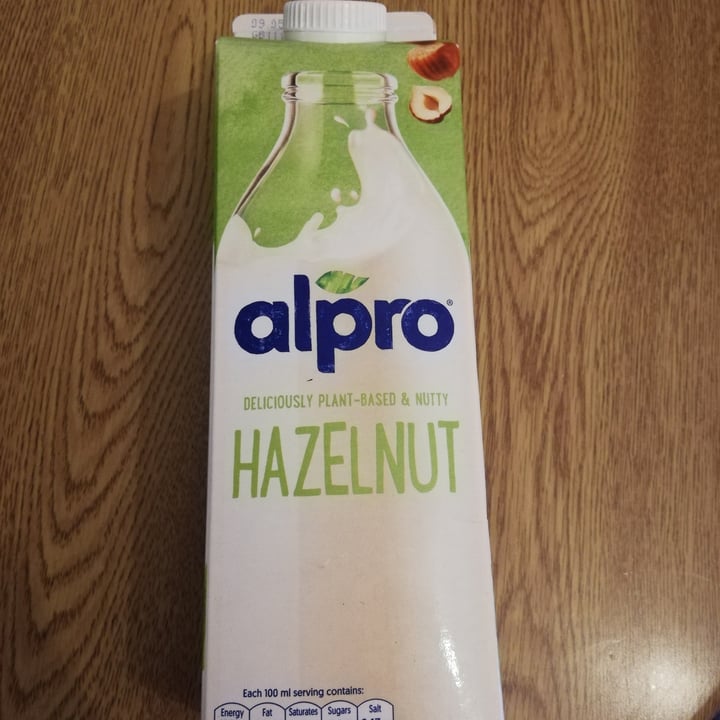 alpro®
DELICIOUSLY PLANT-BASED & NUTTY
HAZELNUT
Each 100 ml serving contains:
Energy Fat Saturates Sugars Salt